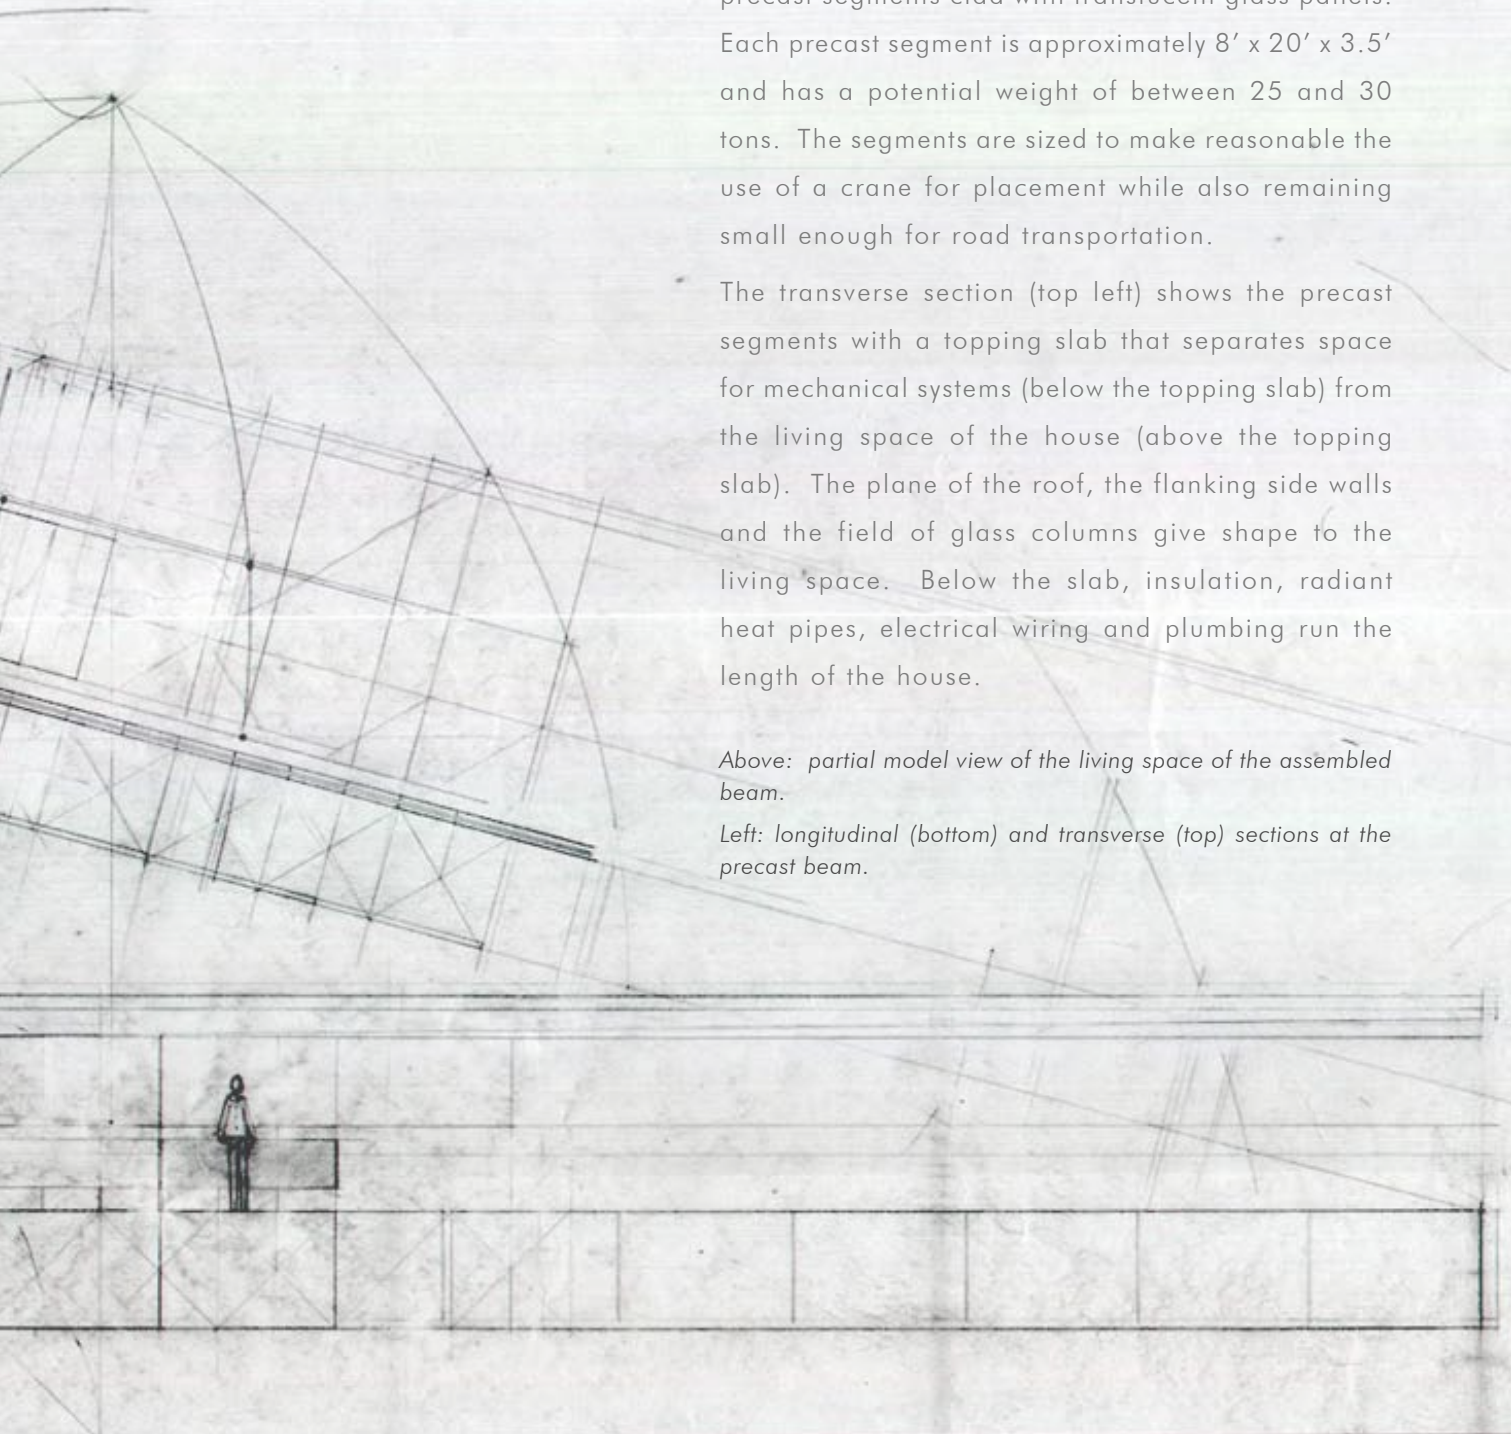 precast segments clad with translucent glass panels.
Each precast segment is approximately 8’ x 20’ x 3.5’
and has a potential weight of between 25 and 30
tons.  The segments are sized to make reasonable the
use of a crane for placement while also remaining
small enough for road transportation.
The transverse section (top left) shows the precast
segments with a topping slab that separates space
for mechanical systems (below the topping slab) from
the living space of the house (above the topping
slab).  The plane of the roof, the flanking side walls
and the field of glass columns give shape to the
living space.  Below the slab, insulation, radiant
heat pipes, electrical wiring and plumbing run the
length of the house.
Above:  partial model view of the living space of the assembled
beam.
Left: longitudinal (bottom) and transverse (top) sections at the
precast beam.